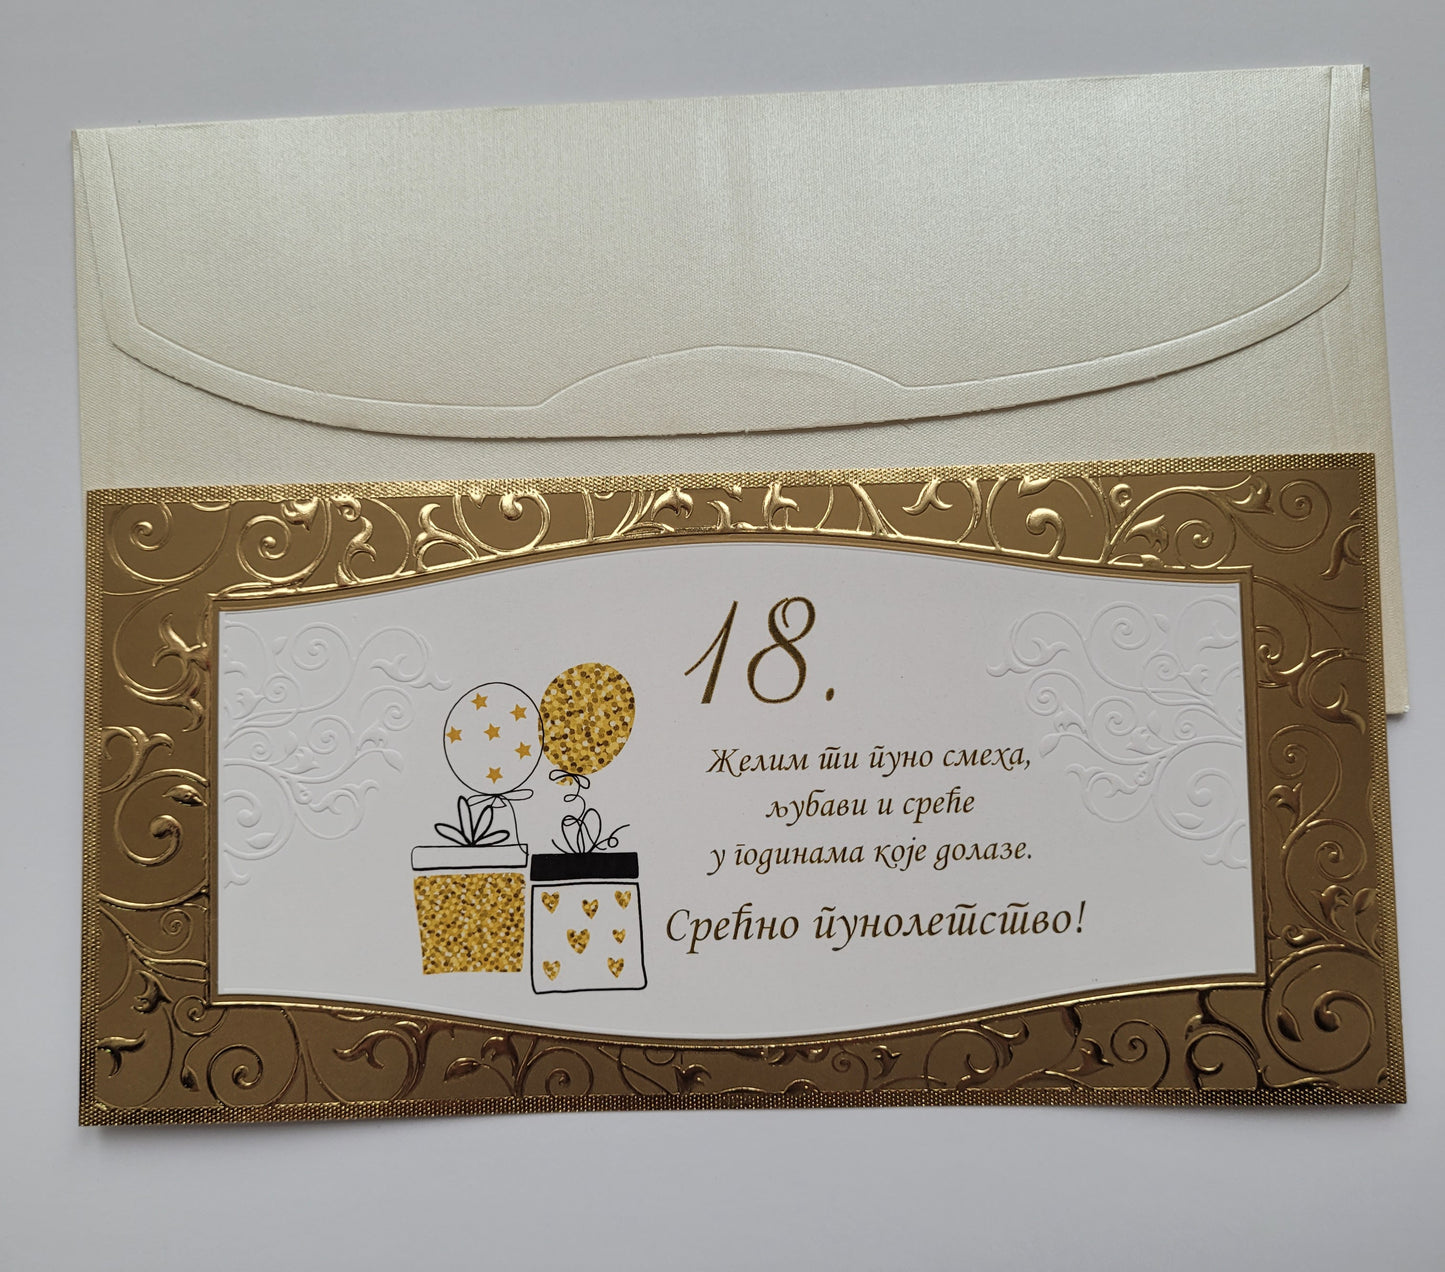 18.
Желим ти пуно смеха,
љубави и среће
у годинама које долазе.
Срећно пунолетство!